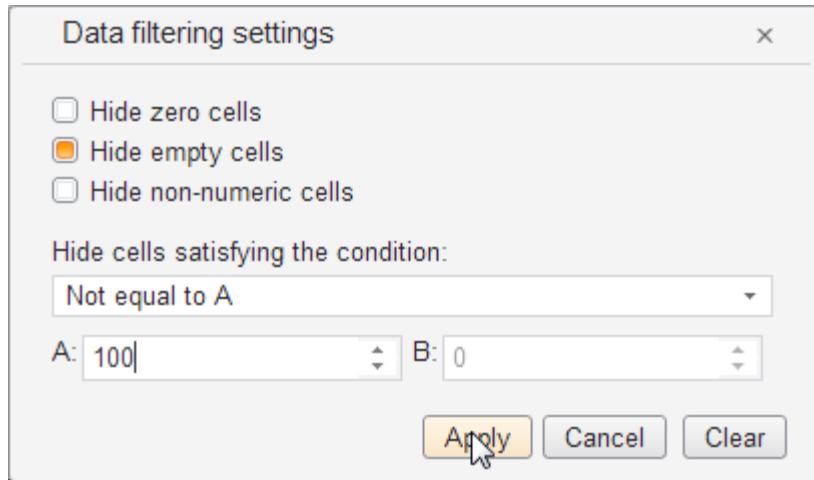 Data filtering settings ×
Hide zero cells
Hide empty cells
Hide non-numeric cells
Hide cells satisfying the condition:
Not equal to A
A: 100 B: 0
Apply Cancel Clear